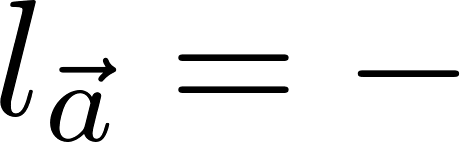 $l_{\vec{a}} = -$